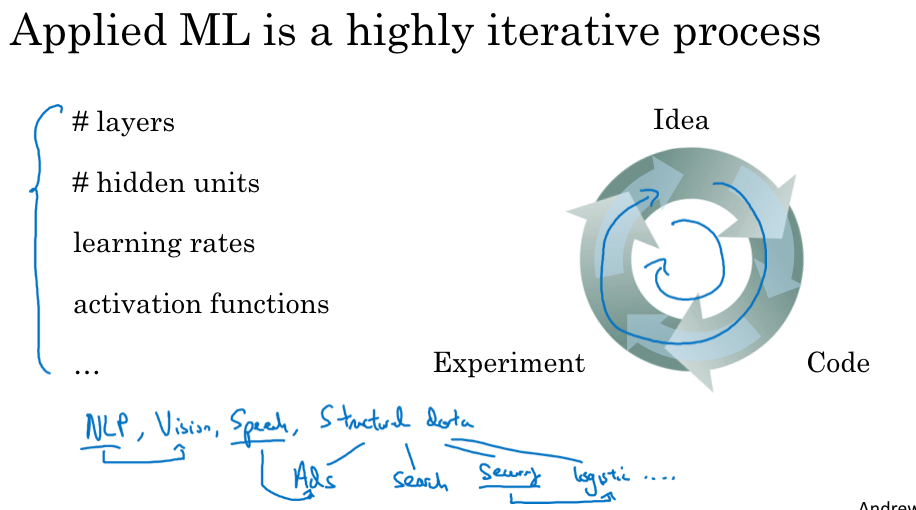 Applied ML is a highly iterative process
# layers
# hidden units
learning rates
activation functions
...
Idea
Experiment
Code
NLP, Vision, Speech, Structured data
Ads search Security logistic ....
Andrew